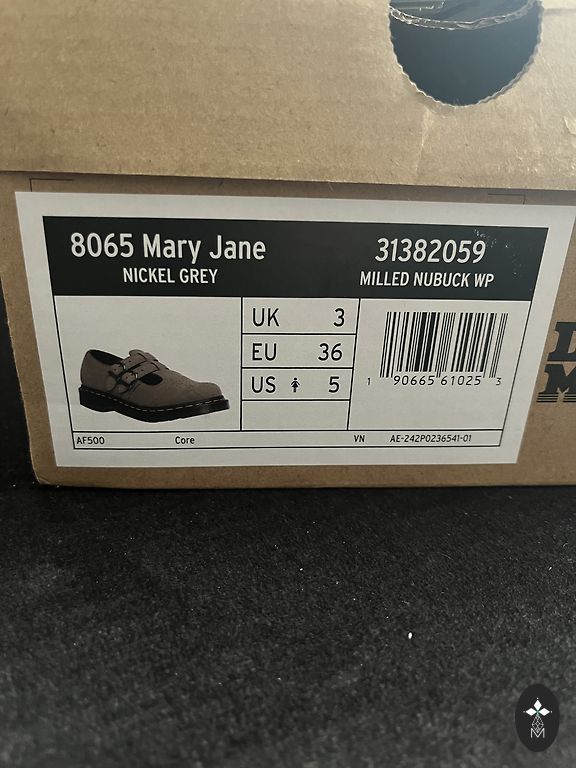 8065 Mary Jane
NICKEL GREY
31382059
MILLED NUBUCK WP
UK 3
EU 36
US 5
1 90665 61025 3
AF500 Core VN AE-242P0236541-01
M